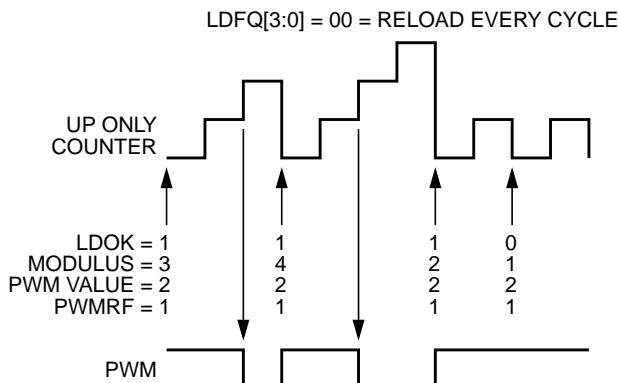 LDFQ[3:0] = 00 = RELOAD EVERY CYCLE
UP ONLY
COUNTER
LDOK = 1 1 1 0
MODULUS = 3 4 2 1
PWM VALUE = 2 2 2 2
PWMRF = 1 1 1 1
PWM